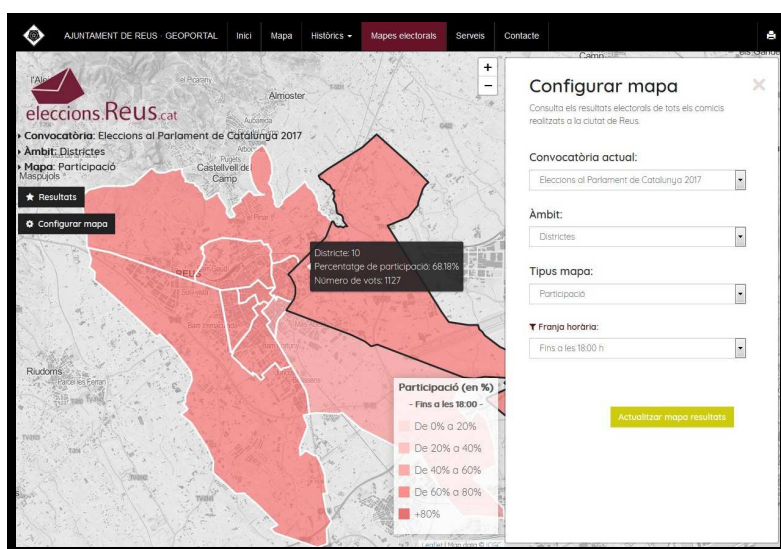 AJUNTAMENT DE REUS · GEOPORTAL
Inici
Mapa
Històrics
Mapes electorals
Serveis
Contacte
eleccions.Reus.cat
Convocatòria: Eleccions al Parlament de Catalunya 2017
Àmbit: Districtes
Mapa: Participació
Resultats
Configurar mapa
el Picarany
Almoster
Castellvell del
Camp
Maspujols
REUS
Riudoms
+
−
Districte: 10
Percentatge de participació: 68.18%
Número de vots: 1127
Participació (en %)
- Fins a les 18:00 -
De 0% a 20%
De 20% a 40%
De 40% a 60%
De 60% a 80%
+80%
Configurar mapa
×
Consulta els resultats electorals de tots els comicis
realitzats a la ciutat de Reus.
Convocatòria actual:
Eleccions al Parlament de Catalunya 2017
Àmbit:
Districtes
Tipus mapa:
Participació
Franja horària:
Fins a les 18:00 h
Actualitzar mapa resultats